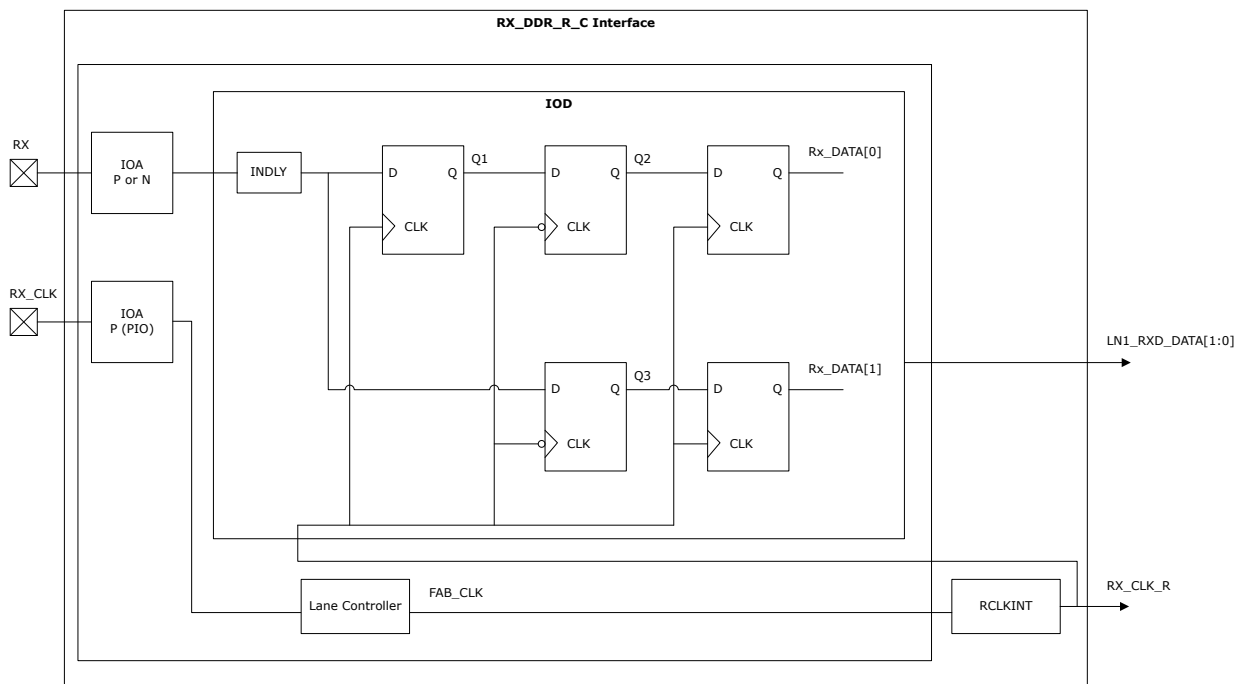 RX_DDR_R_C Interface
IOD
RX
IOA
P or N
INDLY
D
Q
CLK
Q1
D
Q
CLK
Q2
D
Q
CLK
Rx_DATA[0]
RX_CLK
IOA
P (PIO)
LN1_RXD_DATA[1:0]
D
Q
CLK
Q3
D
Q
CLK
Rx_DATA[1]
Lane Controller
FAB_CLK
RCLKINT
RX_CLK_R